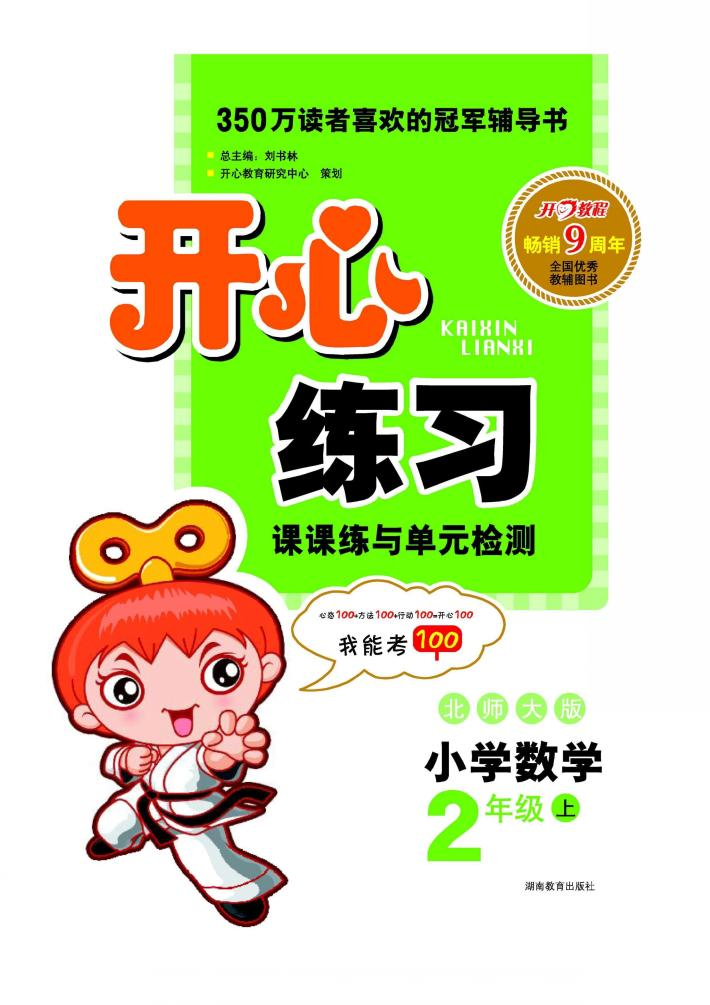 350万读者喜欢的冠军辅导书
总主编：刘书林
开心教育研究中心 策划
开心教程
畅销9周年
全国优秀
教辅图书
开心
KAIXIN
LIANXI
练习
课课练与单元检测
心态100+方法100+行动100=开心100
我能考100
北师大版
小学数学
2年级上
湖南教育出版社